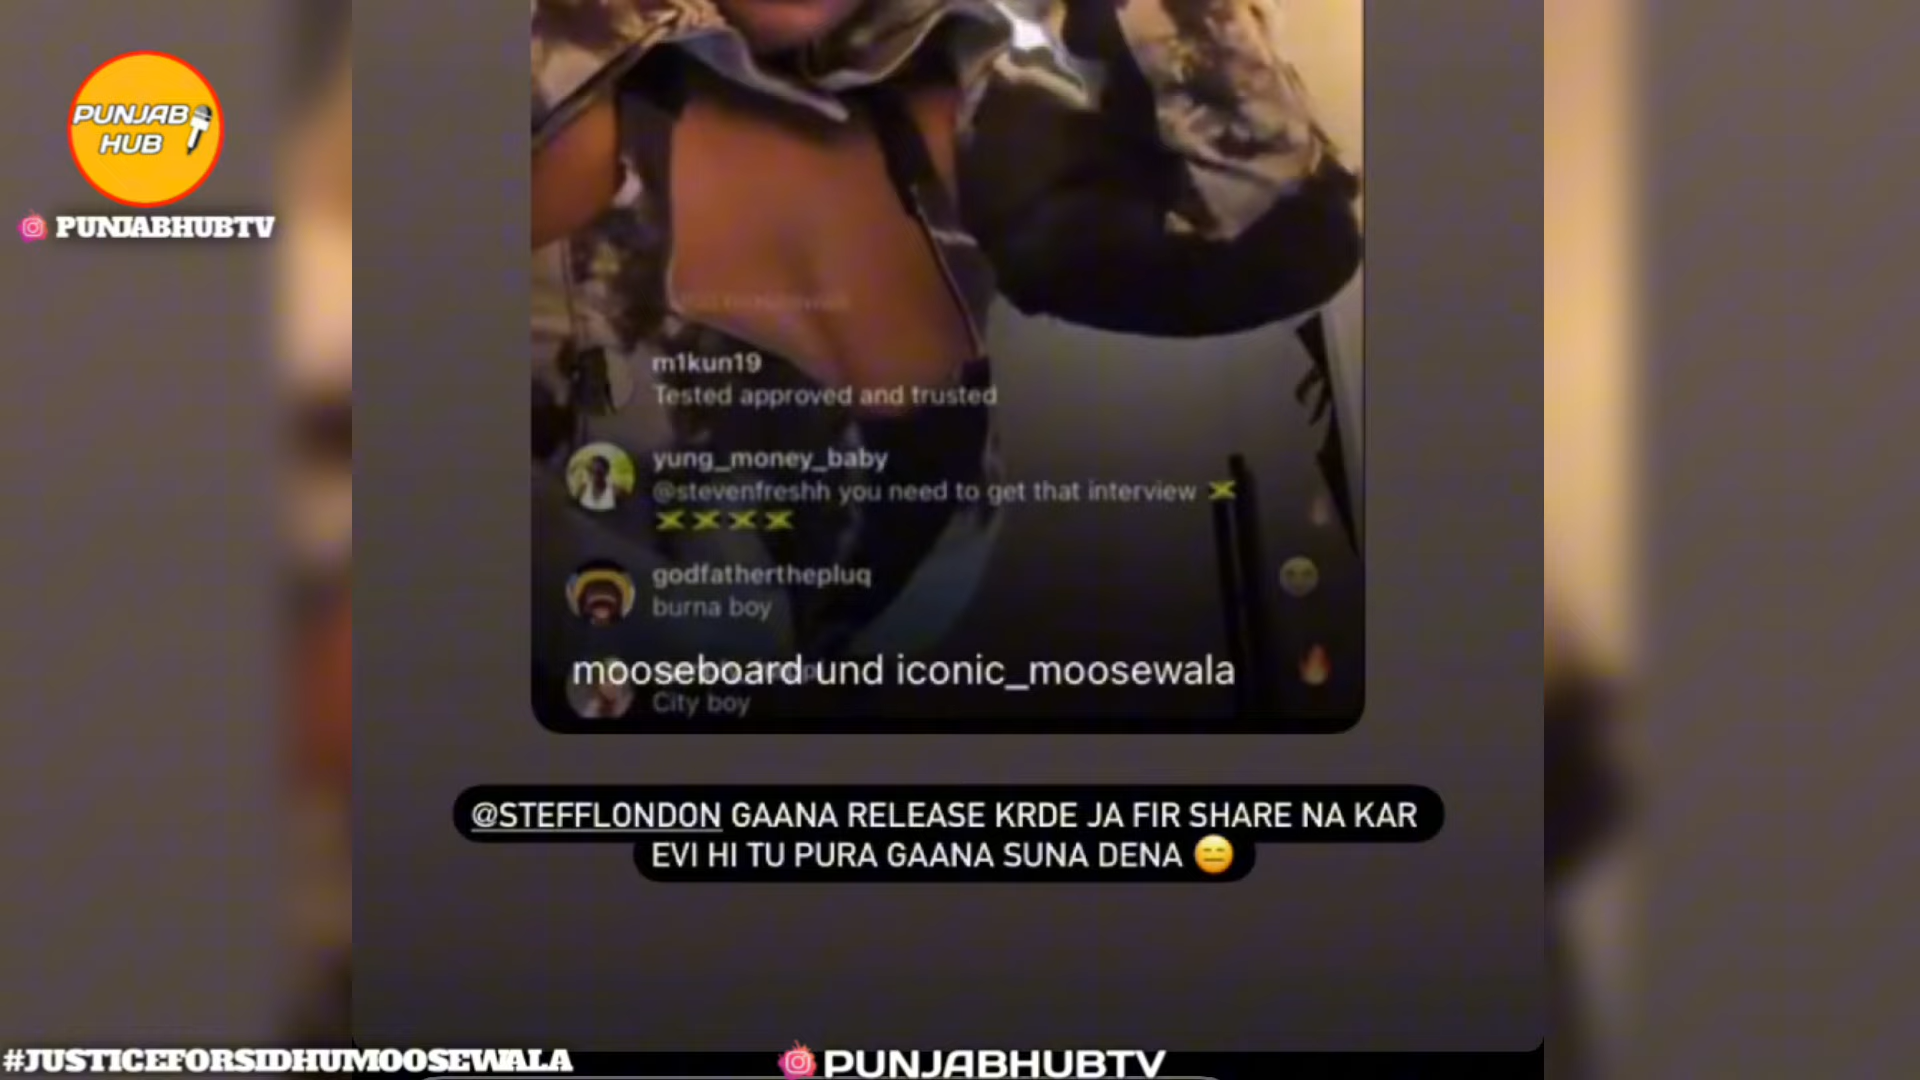 PUNJAB
HUB
PUNJABHUBTV
m1kun19
Tested approved and trusted
yung_money_baby
@stevenfreshh you need to get that interview
godfatherthepluq
burna boy
mooseboard und iconic_moosewala
City boy
@STEFFLONDON GAANA RELEASE KRDE JA FIR SHARE NA KAR
EVI HI TU PURA GAANA SUNA DENA 😑
#JUSTICEFORSIDHUMOOSEWALA
PUNJABHUBTV